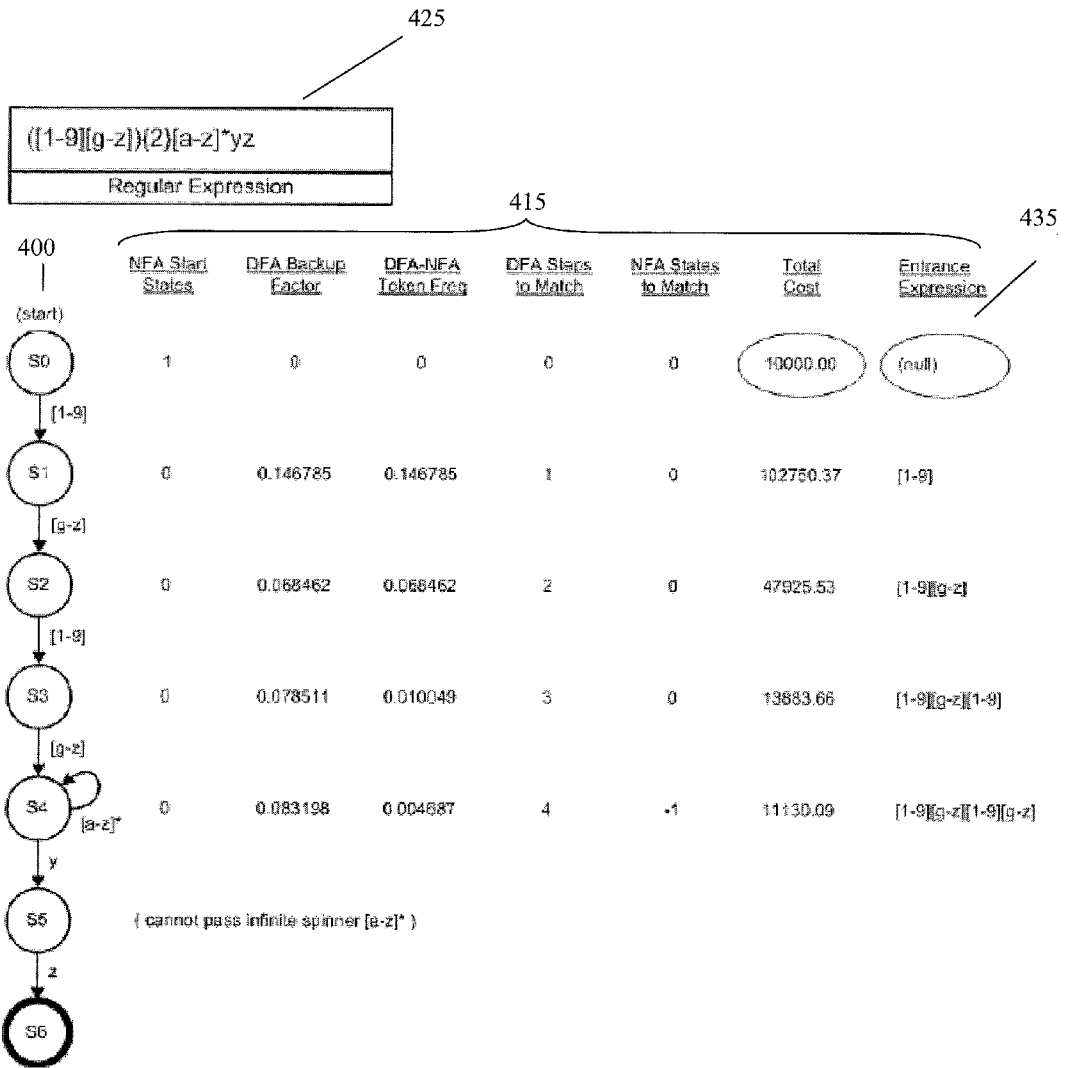 425
([1-9][g-z]){2}[a-z]*yz
Regular Expression
415
435
400
NFA Start States
DFA Backup Factor
DFA-NFA Token Freq
DFA Steps to Match
NFA States to Match
Total Cost
Entrance Expression
(start)
S0 1 0 0 0 0 10000.00 (null)
[1-9]
S1 0 0.146785 0.146785 1 0 102750.37 [1-9]
[g-z]
S2 0 0.068462 0.068462 2 0 47925.53 [1-9][g-z]
[1-9]
S3 0 0.078511 0.010049 3 0 13883.66 [1-9][g-z][1-9]
[g-z]
S4 0 0.083198 0.004687 4 -1 11130.09 [1-9][g-z][1-9][g-z]
[a-z]*
y
S5 ( cannot pass infinite spinner [a-z]* )
z
S6